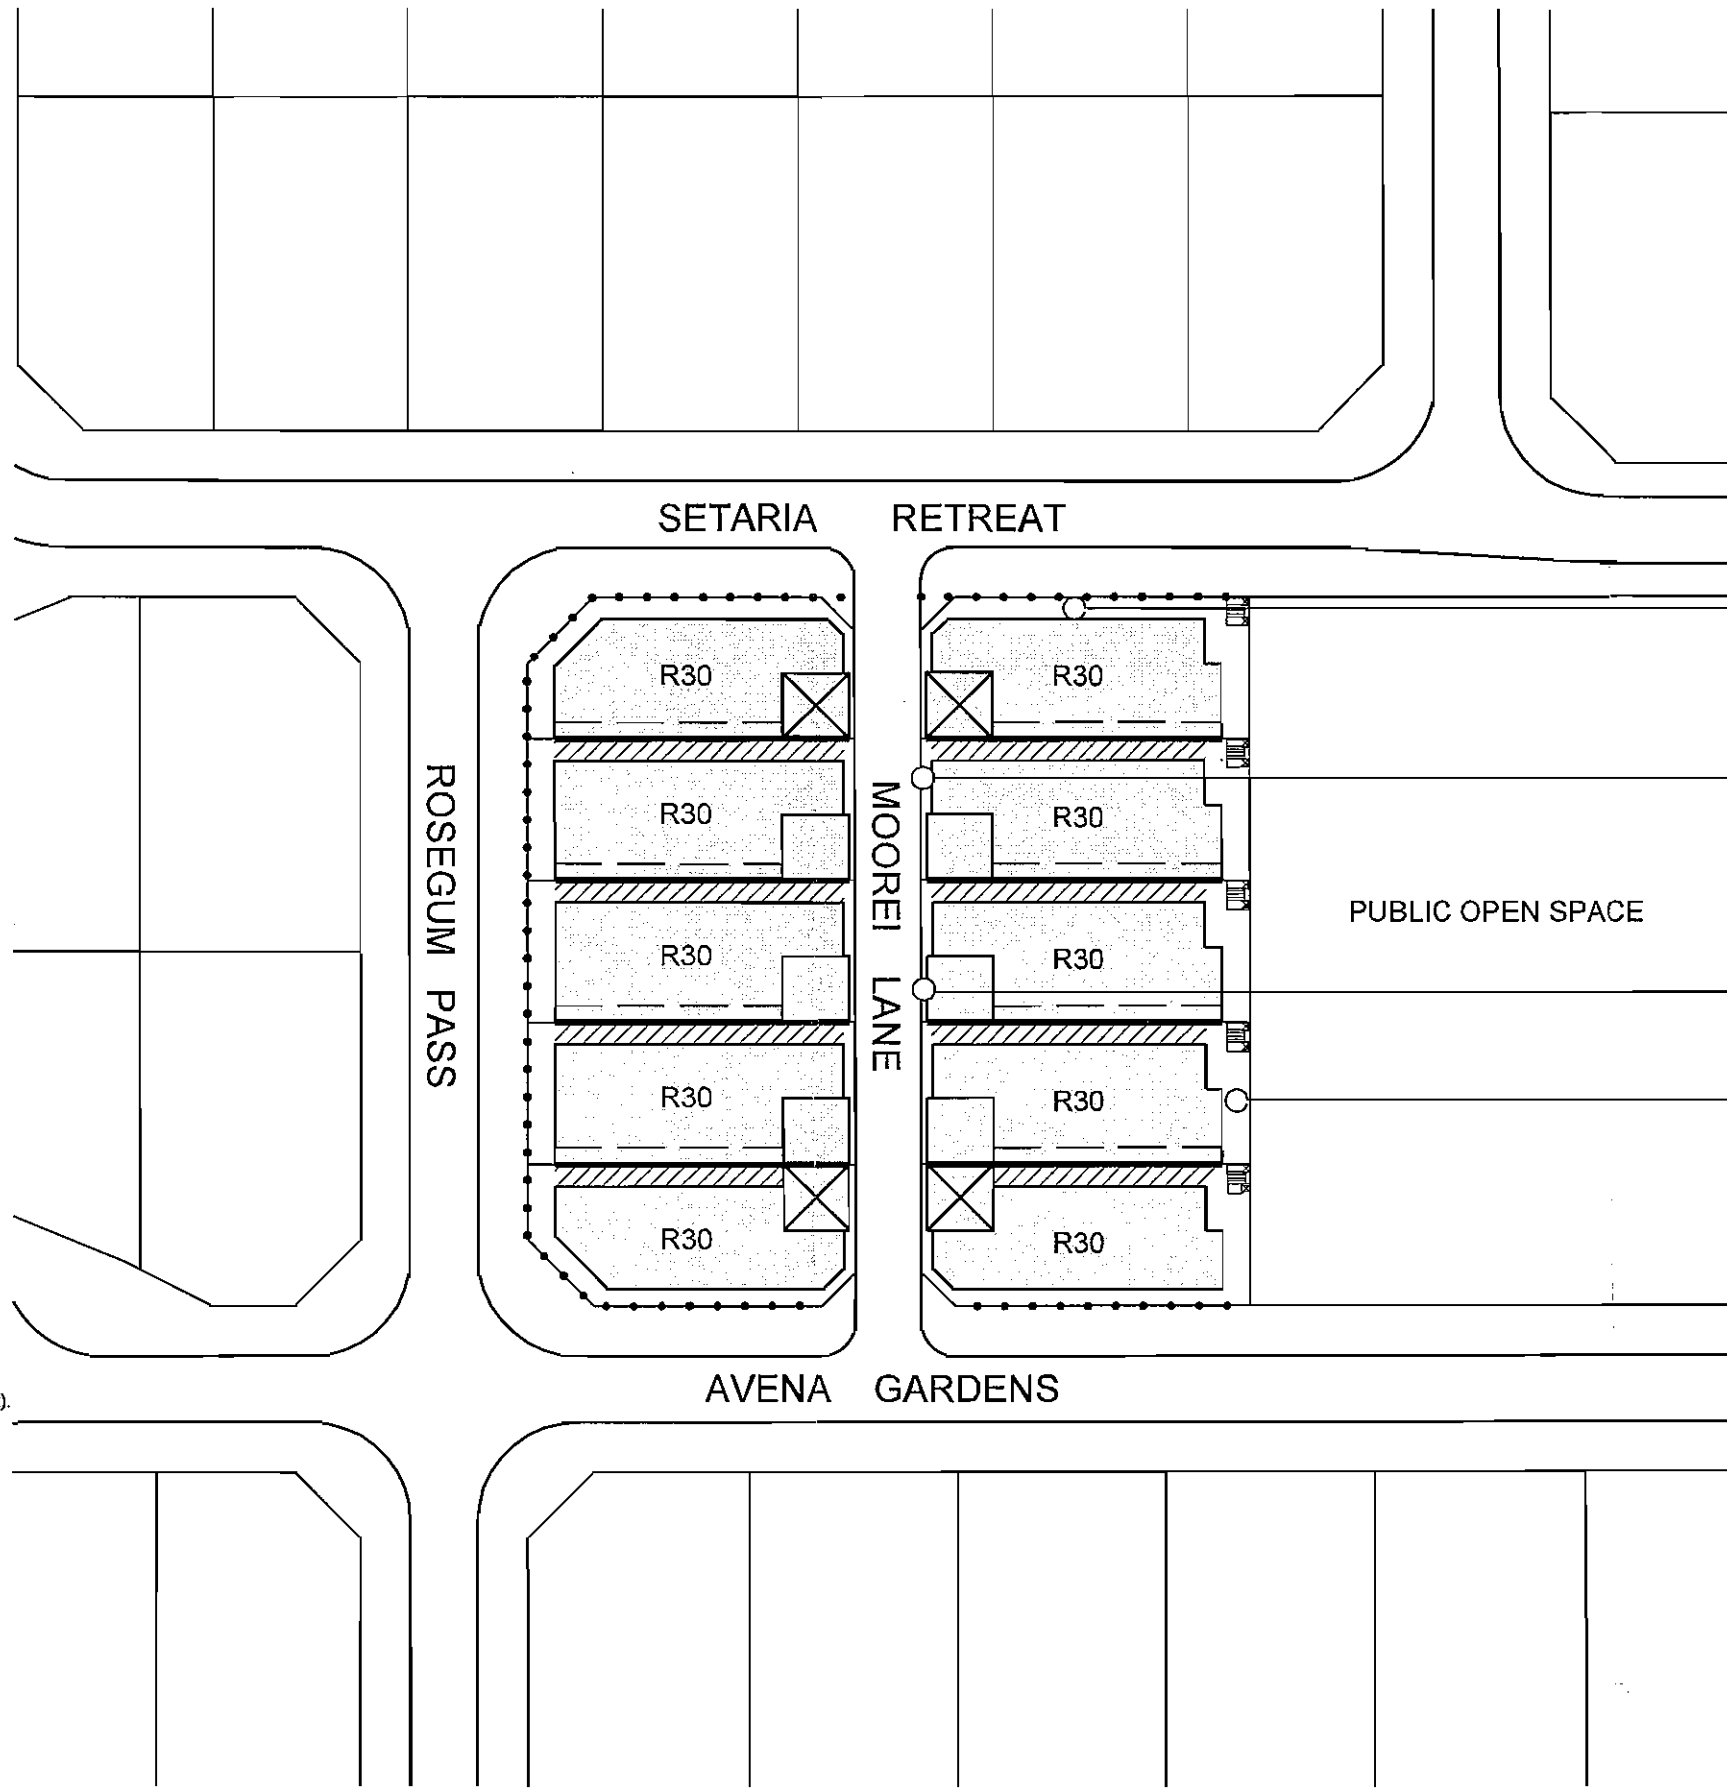 SETARIA RETREAT
R30 R30
R30 R30
R30 R30
R30 R30
R30 R30
ROSEGUM PASS
MOOREI LANE
PUBLIC OPEN SPACE
AVENA GARDENS
).